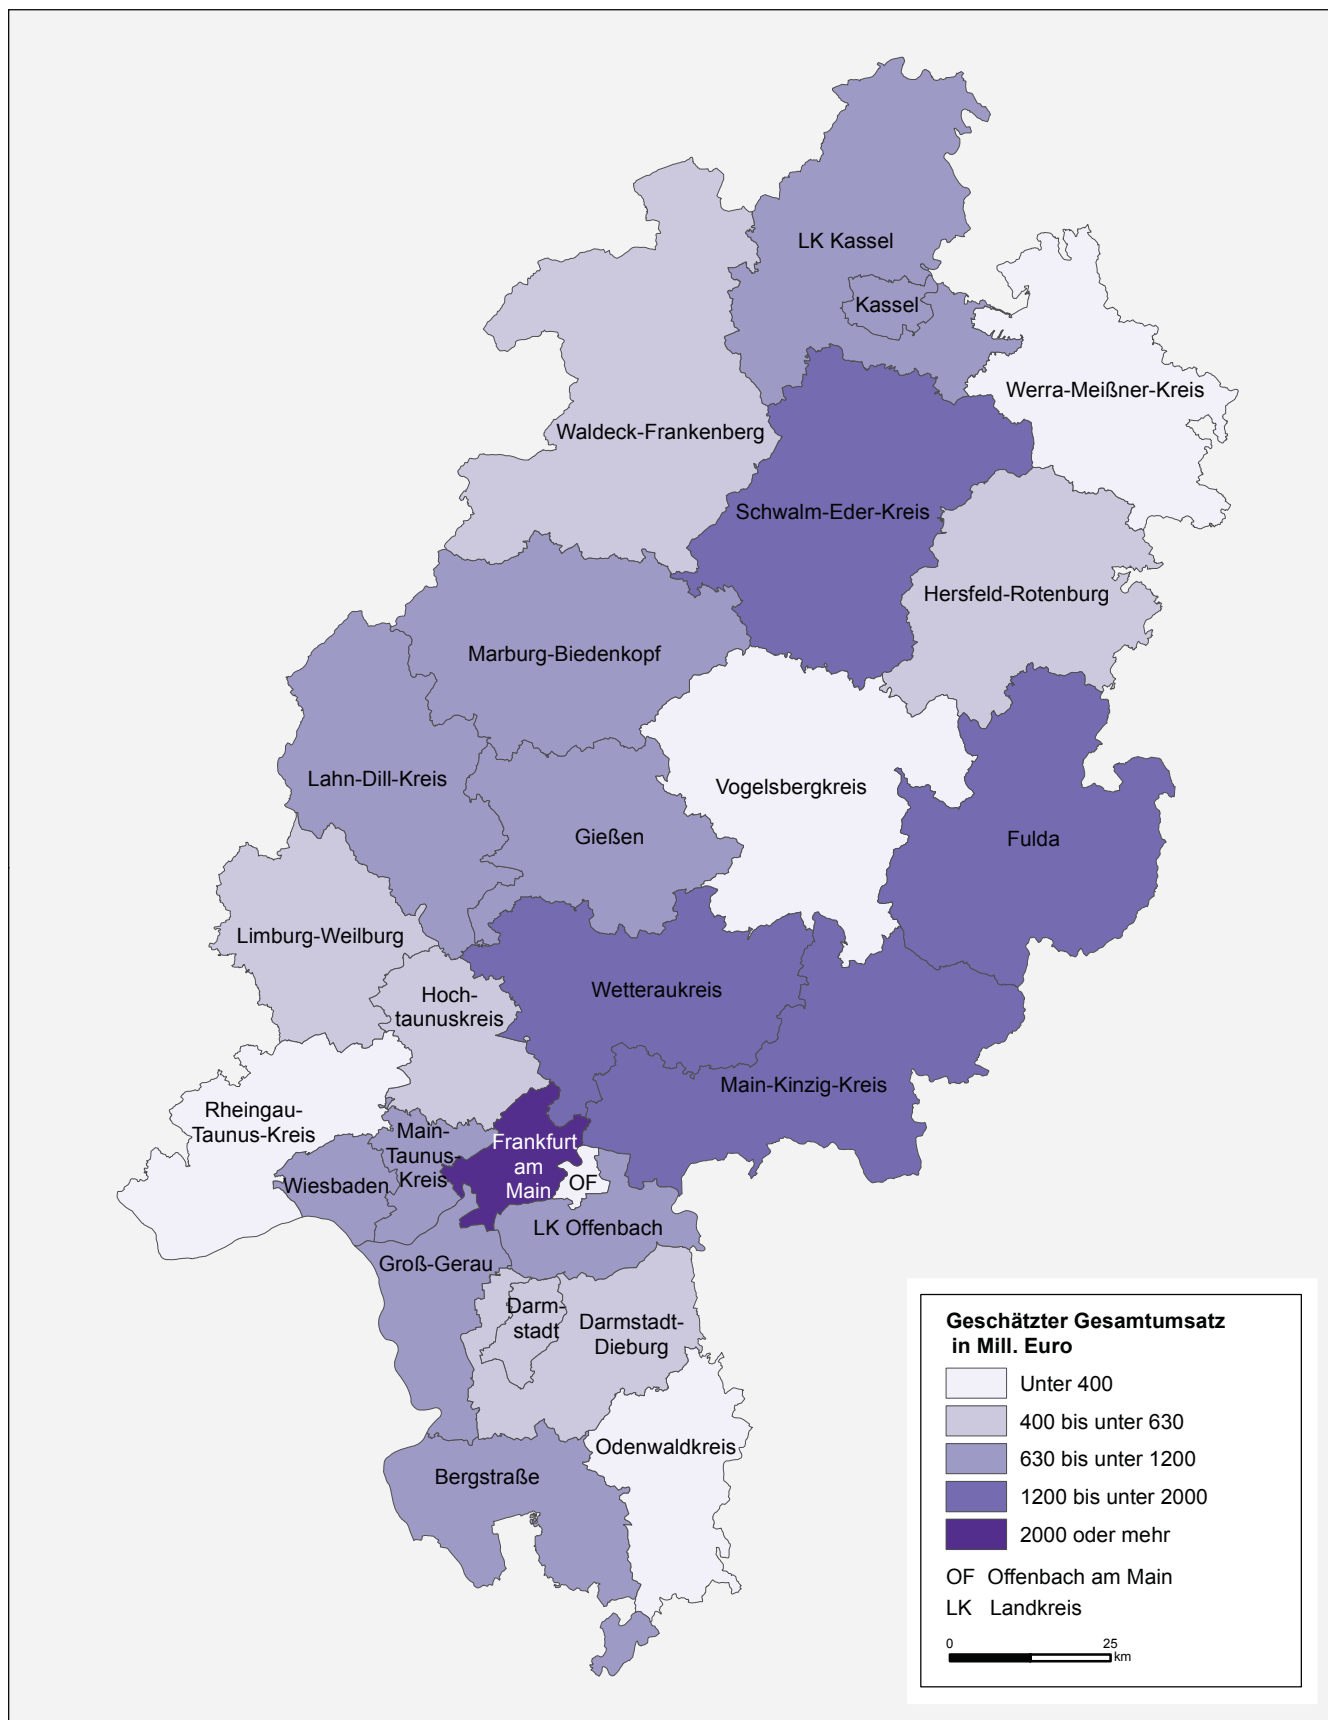 LK Kassel
Kassel
Werra-Meißner-Kreis
Waldeck-Frankenberg
Schwalm-Eder-Kreis
Hersfeld-Rotenburg
Marburg-Biedenkopf
Lahn-Dill-Kreis
Vogelsbergkreis
Gießen
Fulda
Limburg-Weilburg
Wetteraukreis
Hoch-
taunuskreis
Main-Kinzig-Kreis
Rheingau-
Taunus-Kreis
Main-
Taunus-
Kreis
Frankfurt
am
Main
OF
Wiesbaden
LK Offenbach
Groß-Gerau
Darm-
stadt
Darmstadt-
Dieburg
Odenwaldkreis
Bergstraße
Geschätzter Gesamtumsatz
in Mill. Euro
Unter 400
400 bis unter 630
630 bis unter 1200
1200 bis unter 2000
2000 oder mehr
OF Offenbach am Main
LK Landkreis
0 25
km